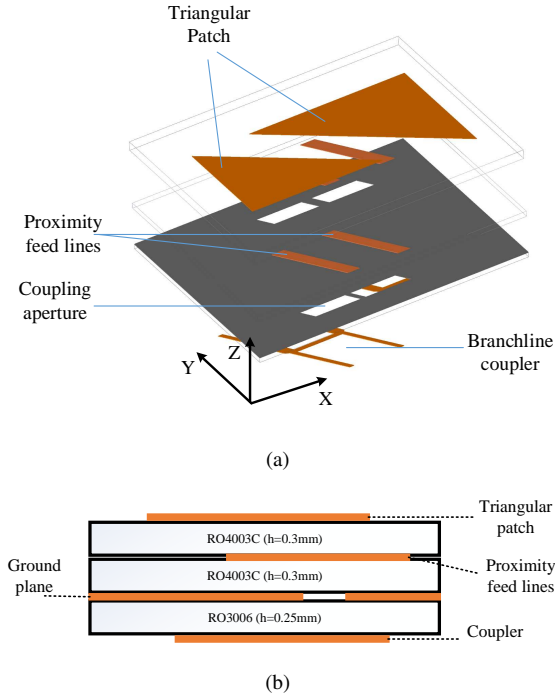 Triangular
Patch
Proximity
feed lines
Coupling
aperture
Z
Y
X
Branchline
coupler
(a)
Triangular
patch
RO4003C (h=0.3mm)
Ground
plane
RO4003C (h=0.3mm)
Proximity
feed lines
RO3006 (h=0.25mm)
Coupler
(b)